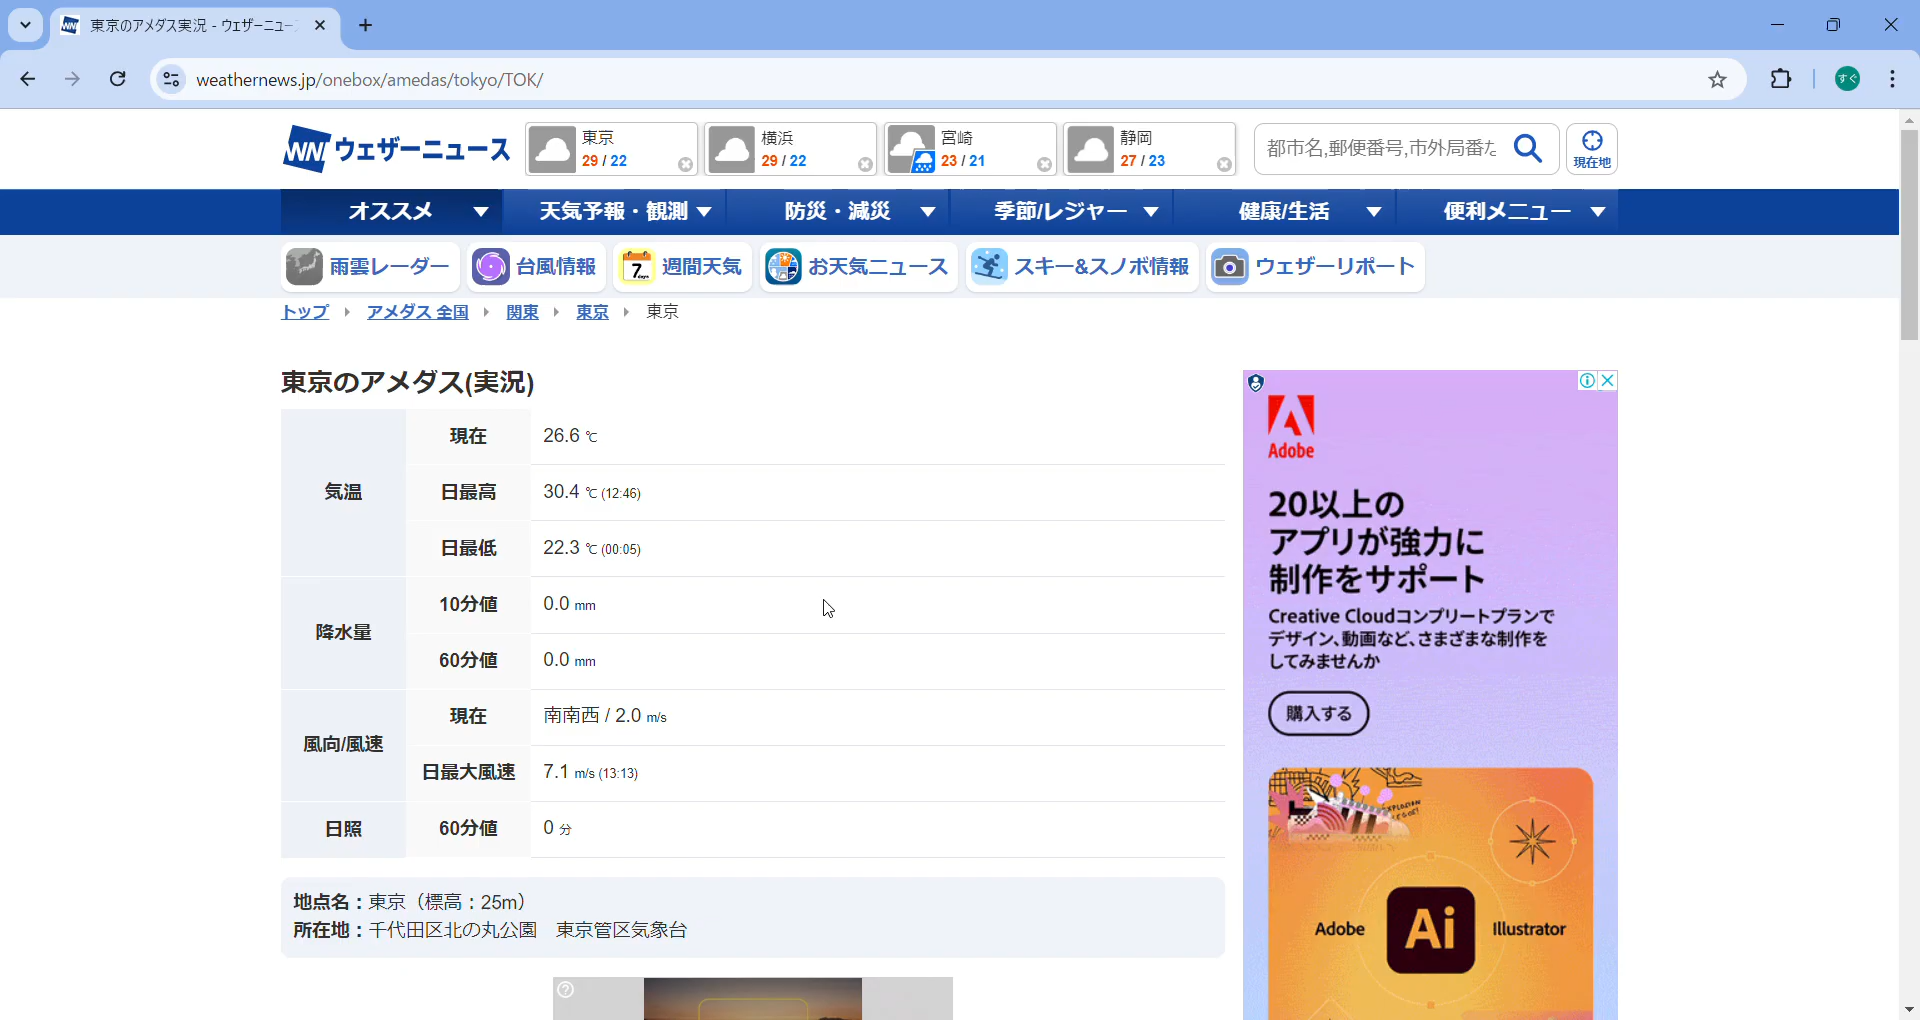 東京のアメダス実況 - ウェザーニュー
weathernews.jp/onebox/amedas/tokyo/TOK/
すぐ
WN ウェザーニュース
東京
29 / 22
横浜
29 / 22
宮崎
23 / 21
静岡
27 / 23
都市名,郵便番号,市外局番た
現在地
オススメ
天気予報・観測
防災・減災
季節/レジャー
健康/生活
便利メニュー
雨雲レーダー
台風情報
7 days
週間天気
お天気ニュース
スキー&スノボ情報
ウェザーリポート
トップ
アメダス 全国
関東
東京
東京
東京のアメダス(実況)
気温
現在
26.6 ℃
日最高
30.4 ℃ (12:46)
日最低
22.3 ℃ (00:05)
降水量
10分値
0.0 mm
60分値
0.0 mm
風向/風速
現在
南南西 / 2.0 m/s
日最大風速
7.1 m/s (13:13)
日照
60分値
0 分
地点名：東京（標高：25m）
所在地：千代田区北の丸公園　東京管区気象台
Adobe
20以上の
アプリが強力に
制作をサポート
Creative Cloudコンプリートプランで
デザイン、動画など、さまざまな制作を
してみませんか
購入する
Adobe
Ai
Illustrator